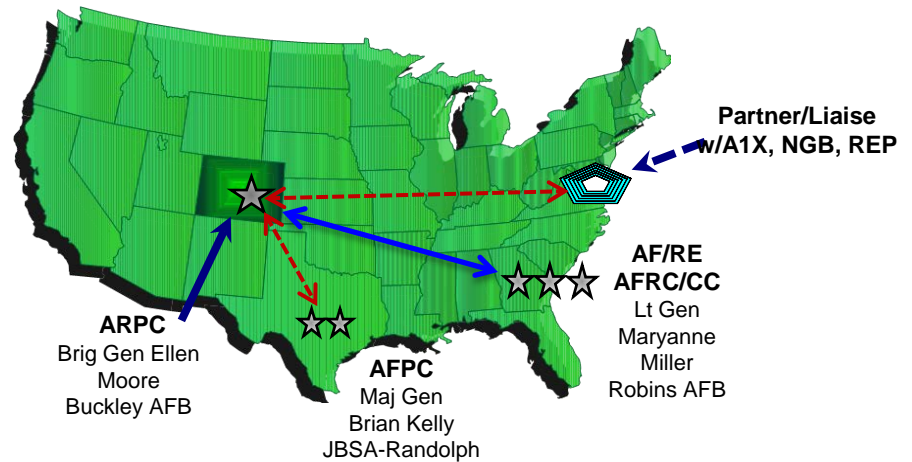 Partner/Liaise
w/A1X, NGB, REP
AF/RE
AFRC/CC
Lt Gen
Maryanne
Miller
Robins AFB
ARPC
Brig Gen Ellen
Moore
Buckley AFB
AFPC
Maj Gen
Brian Kelly
JBSA-Randolph